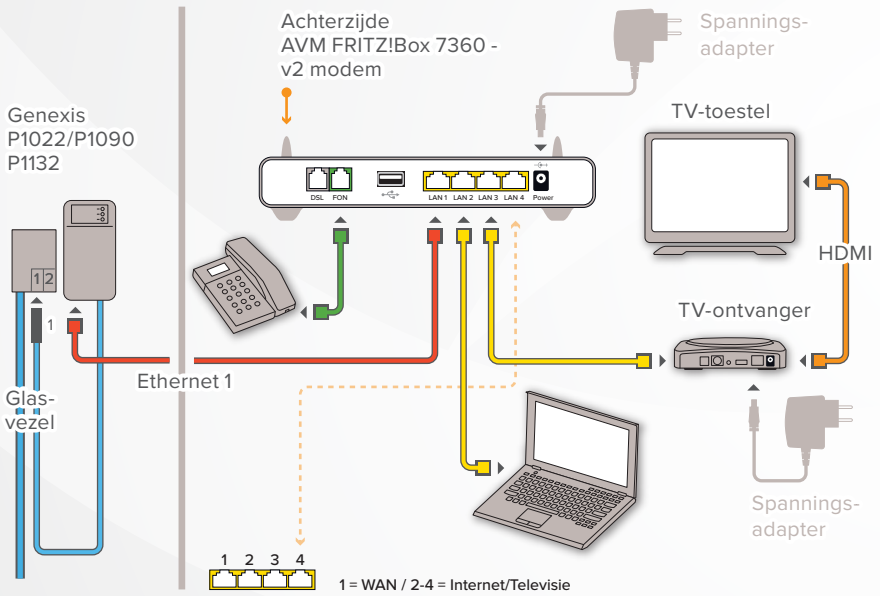 Achterzijde
AVM FRITZ!Box 7360 -
v2 modem
Spannings-
adapter
Genexis
P1022/P1090
P1132
TV-toestel
DSL
FON
LAN 1
LAN 2
LAN 3
LAN 4
Power
1 2
1
HDMI
TV-ontvanger
Ethernet 1
Glas-
vezel
Spannings-
adapter
1 2 3 4
1 = WAN / 2-4 = Internet/Televisie